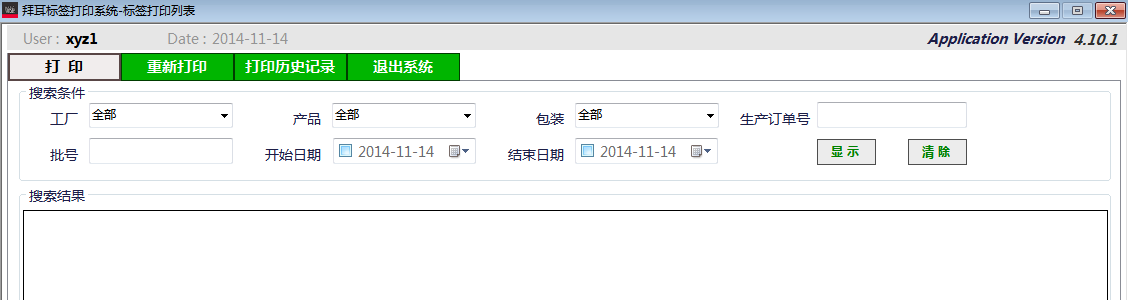 拜耳标签打印系统-标签打印列表
User : xyz1 Date : 2014-11-14 Application Version 4.10.1
打 印 重新打印 打印历史记录 退出系统
搜索条件
工厂 全部 产品 全部 包装 全部 生产订单号
批号 开始日期 2014-11-14 结束日期 2014-11-14 显 示 清 除
搜索结果